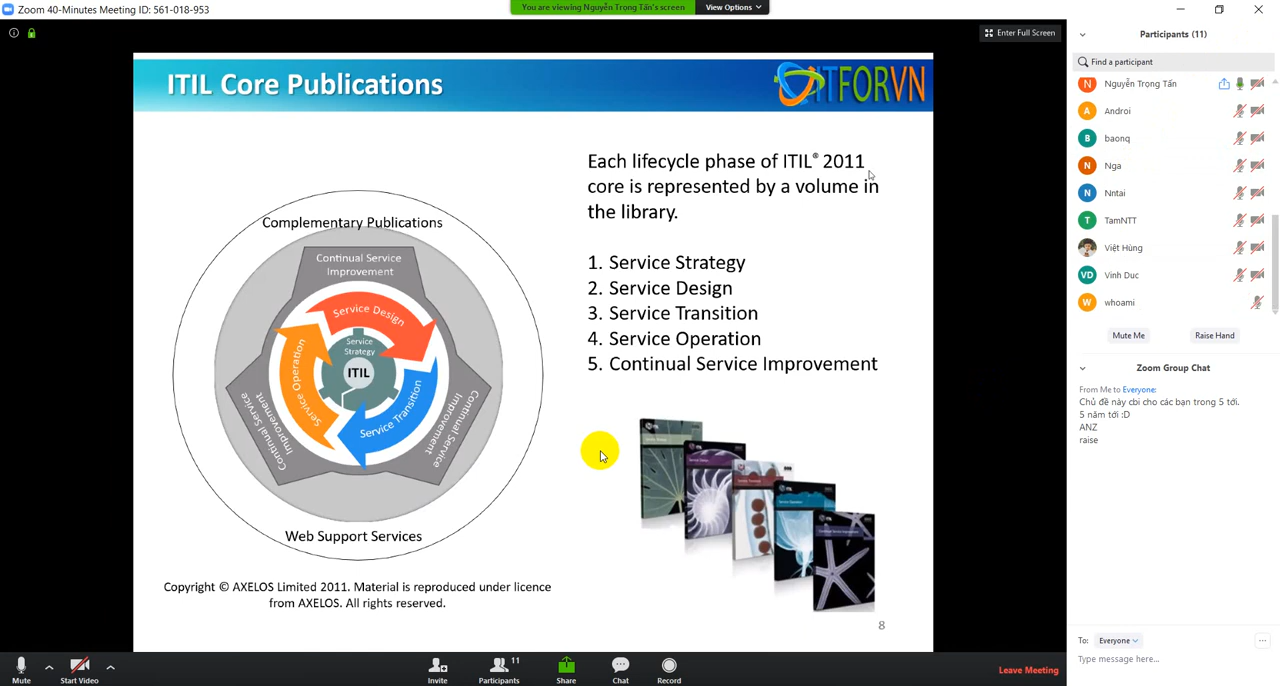 Zoom 40-Minutes Meeting ID: 561-018-953
You are viewing Nguyễn Trọng Tấn's screen
View Options
Enter Full Screen
ITIL Core Publications
ITFORVN
Each lifecycle phase of ITIL® 2011
core is represented by a volume in
the library.
1. Service Strategy
2. Service Design
3. Service Transition
4. Service Operation
5. Continual Service Improvement
Complementary Publications
Continual Service
Improvement
Service Design
Service
Strategy
ITIL
Service Operation
Service Transition
Continual Service
Improvement
Continual Service
Improvement
Web Support Services
Copyright © AXELOS Limited 2011. Material is reproduced under licence
from AXELOS. All rights reserved.
8
Participants (11)
Find a participant
N Nguyễn Trọng Tấn
A Androi
B baonq
N Nga
N Nntai
T TamNTT
Việt Hùng
VD Vinh Duc
W whoami
Mute Me
Raise Hand
Zoom Group Chat
From Me to Everyone:
Chủ đề này cbi cho các bạn trong 5 tới.
5 năm tới :D
ANZ
raise
To: Everyone
Type message here...
Mute
Start Video
Invite
Participants 11
Share
Chat
Record
Leave Meeting